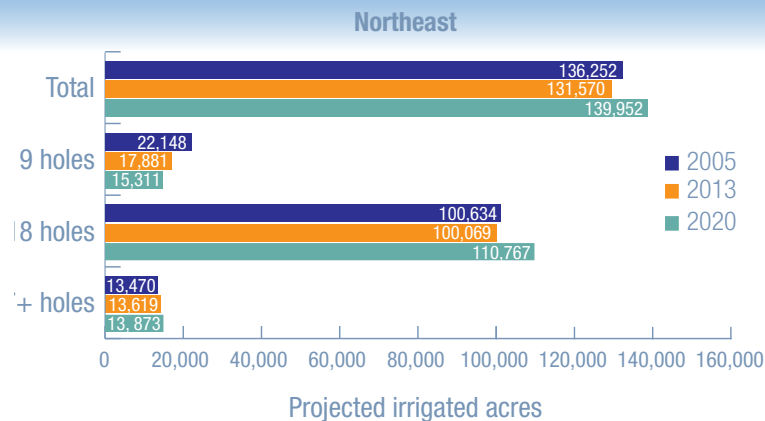 Northeast
Total
136,252
131,570
139,952
9 holes
22,148
17,881
15,311
18 holes
100,634
100,069
110.767
+ holes
13,470
13,619
13, 873
2005
2013
2020
0 20,000 40,000 60,000 80,000 100,000 120,000 140,000 160,000
Projected irrigated acres